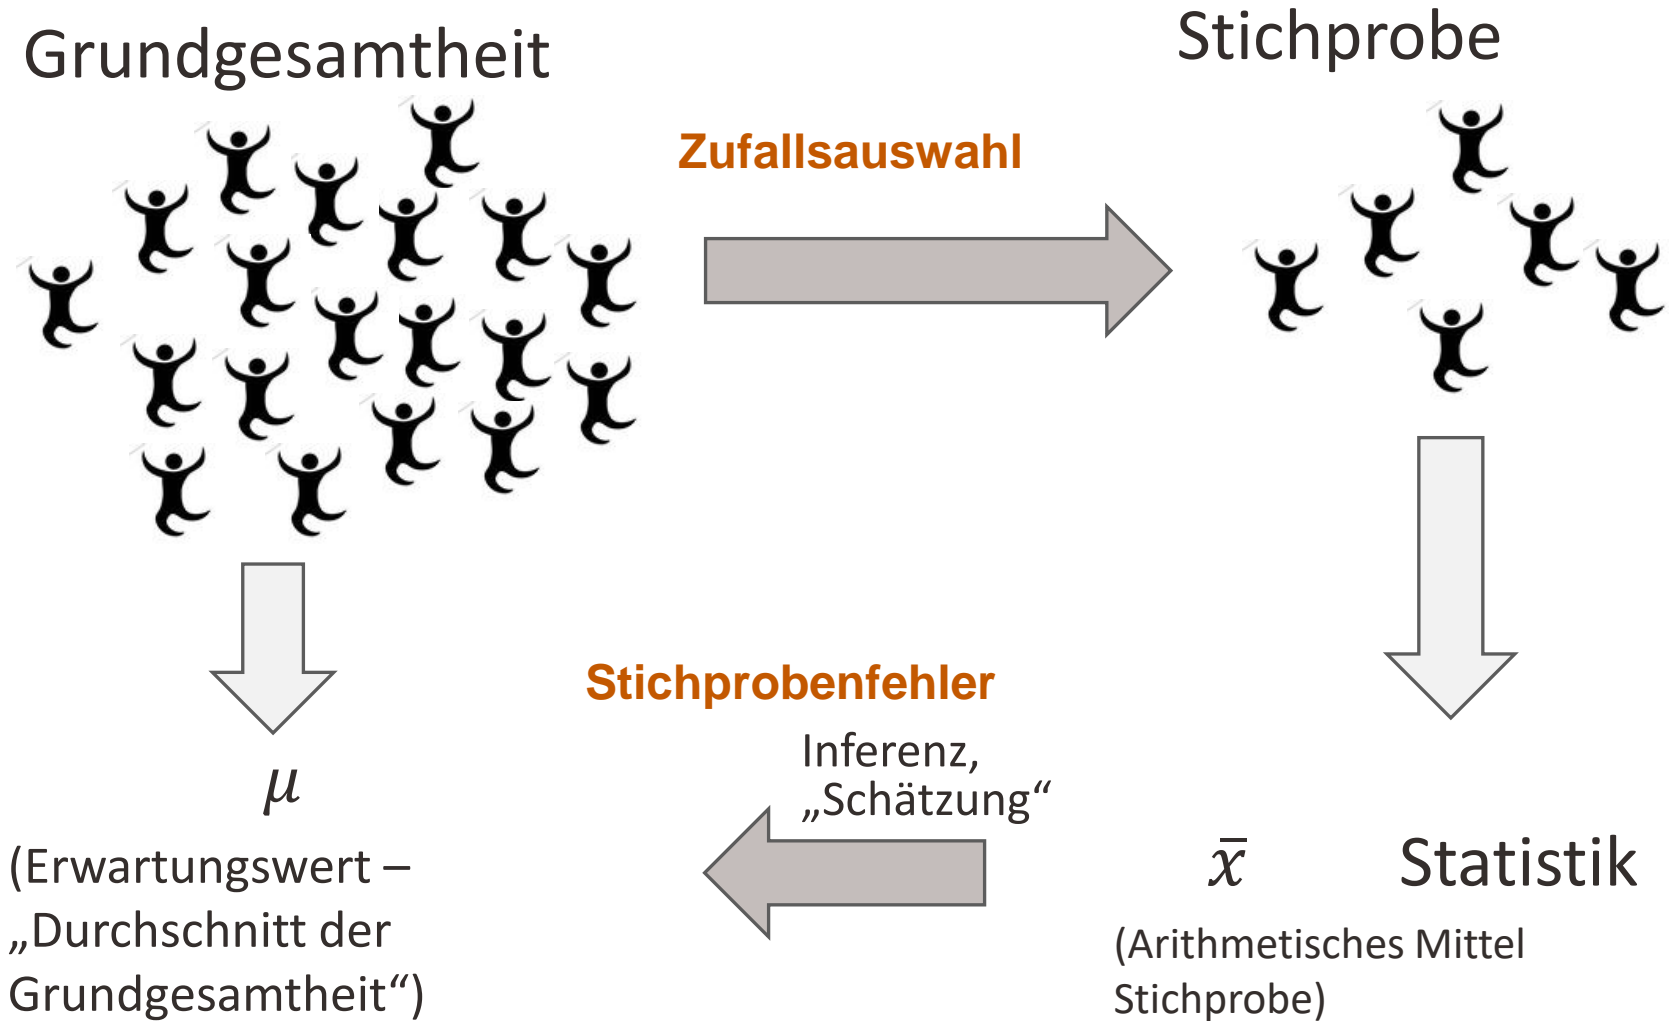 Grundgesamtheit
Stichprobe
Zufallsauswahl
Stichprobenfehler
Inferenz,
„Schätzung“
μ
(Erwartungswert –
„Durchschnitt der
Grundgesamtheit“)
x̄ Statistik
(Arithmetisches Mittel
Stichprobe)